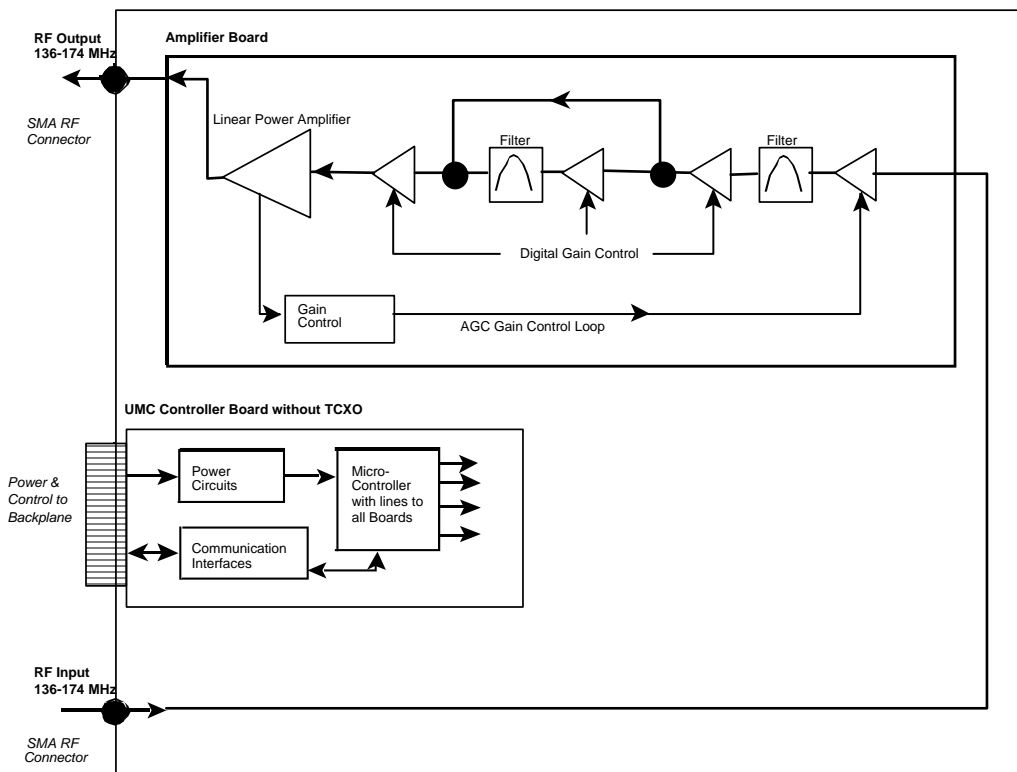 RF Output
136-174 MHz
SMA RF
Connector
Amplifier Board
Linear Power Amplifier
Filter
Filter
Digital Gain Control
Gain
Control
AGC Gain Control Loop
UMC Controller Board without TCXO
Power &
Control to
Backplane
Power
Circuits
Micro-
Controller
with lines to
all Boards
Communication
Interfaces
RF Input
136-174 MHz
SMA RF
Connector